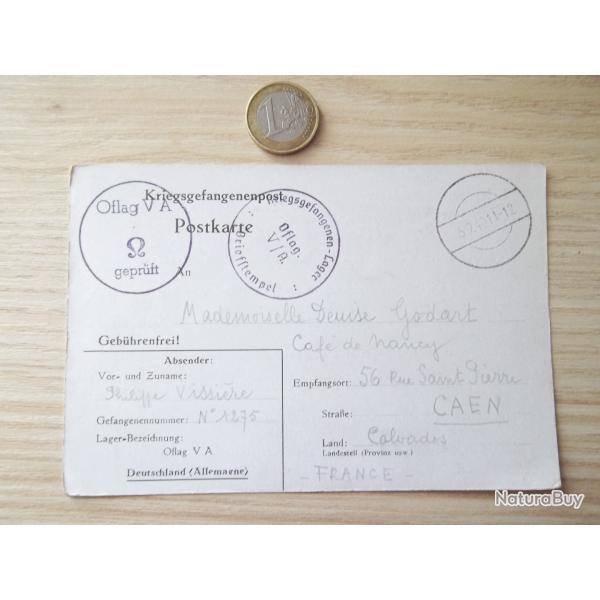 Kriegsgefangenenpost
Postkarte
Oflag V A
geprüft
Kriegsgefangenen-Lager
Oflag.
V/A.
Briefstempel
11-12
An
Mademoiselle Denise Godart
Café de Nancy
Gebührenfrei!
Absender:
Vor- und Zuname:
Philippe Vissière
Gefangenennummer: N° 1275
Lager-Bezeichnung:
Oflag V A
Deutschland (Allemagne)
Empfangsort: 56 Rue Saint Pierre
Straße: CAEN
Land: Calvados
Landesteil (Provinz usw.)
- FRANCE -
NaturaBuy